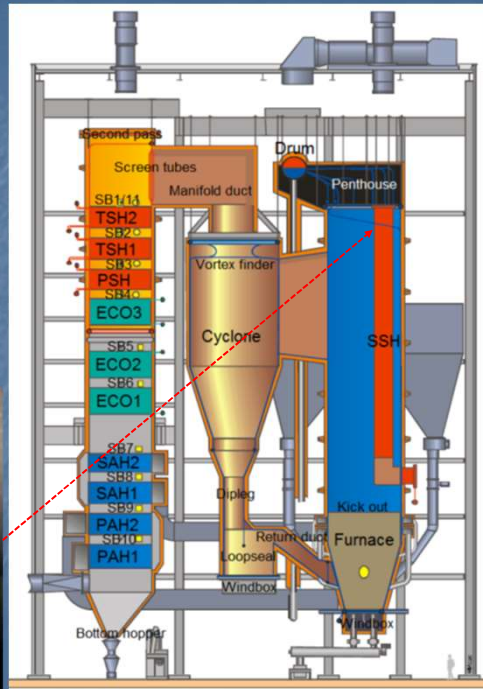 Second pass
Screen tubes
Manifold duct
SB1/14
TSH2
SB2
TSH1
SB3
PSH
SB4
ECO3
SB5
ECO2
SB6
ECO1
SB7
SAH2
SB8
SAH1
SB9
PAH2
SB10
PAH1
Bottom hopper
Vortex finder
Cyclone
Dipleg
Loopseal
Windbox
Return duct
Drum
Penthouse
SSH
Kick out
Furnace
Windbox